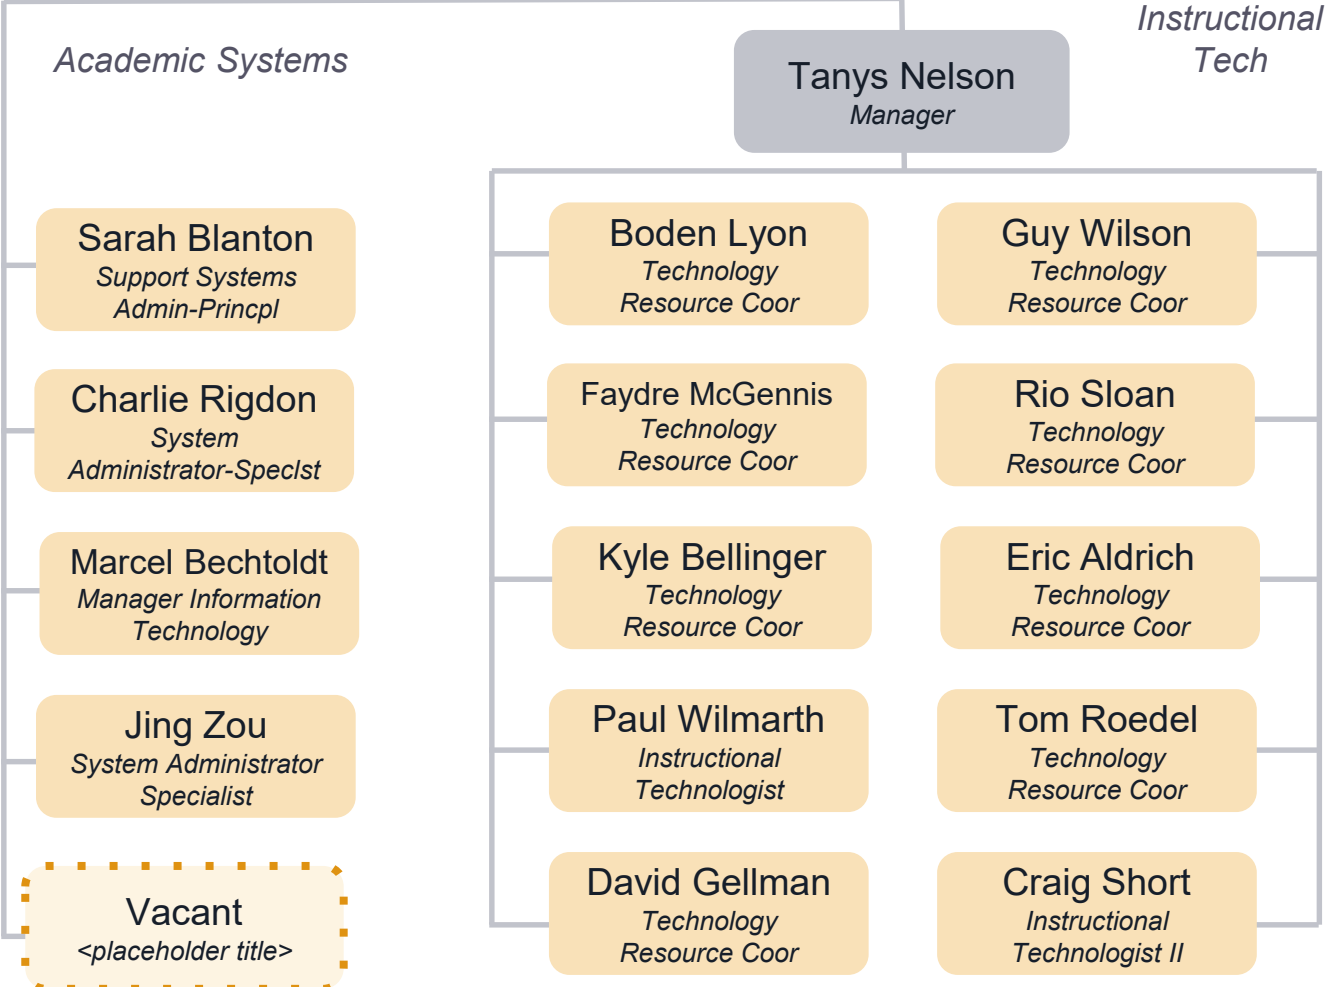 Academic Systems
Instructional
Tech
Tanys Nelson
Manager
Sarah Blanton
Support Systems
Admin-Princpl
Charlie Rigdon
System
Administrator-Speclst
Marcel Bechtoldt
Manager Information
Technology
Jing Zou
System Administrator
Specialist
Vacant
<placeholder title>
Boden Lyon
Technology
Resource Coor
Guy Wilson
Technology
Resource Coor
Faydre McGennis
Technology
Resource Coor
Rio Sloan
Technology
Resource Coor
Kyle Bellinger
Technology
Resource Coor
Eric Aldrich
Technology
Resource Coor
Paul Wilmarth
Instructional
Technologist
Tom Roedel
Technology
Resource Coor
David Gellman
Technology
Resource Coor
Craig Short
Instructional
Technologist II